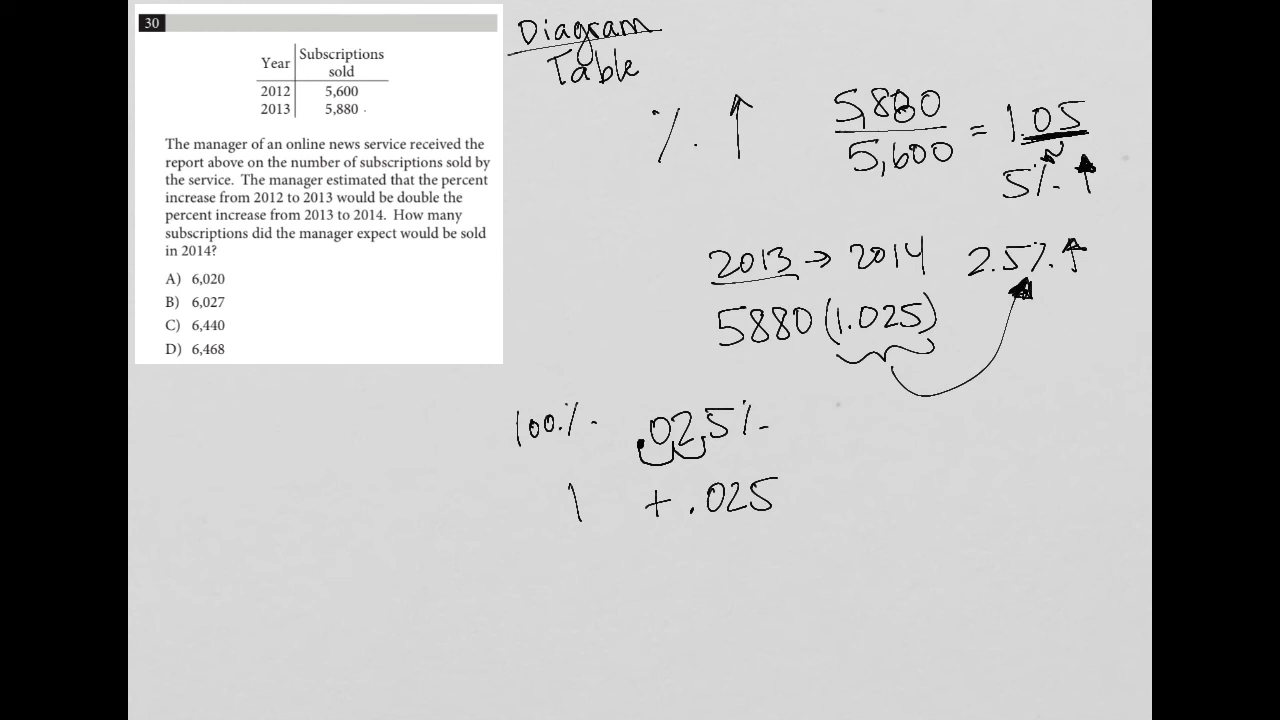 30
Year Subscriptions sold
2012 5,600
2013 5,880
The manager of an online news service received the
report above on the number of subscriptions sold by
the service. The manager estimated that the percent
increase from 2012 to 2013 would be double the
percent increase from 2013 to 2014. How many
subscriptions did the manager expect would be sold
in 2014?
A) 6,020
B) 6,027
C) 6,440
D) 6,468
Diagram
Table
% ↑
5,880
5,600
= 1.05
5% ↑
2013 → 2014 2.5% ↑
5880 (1.025)
100% .02.5%
1 + .025